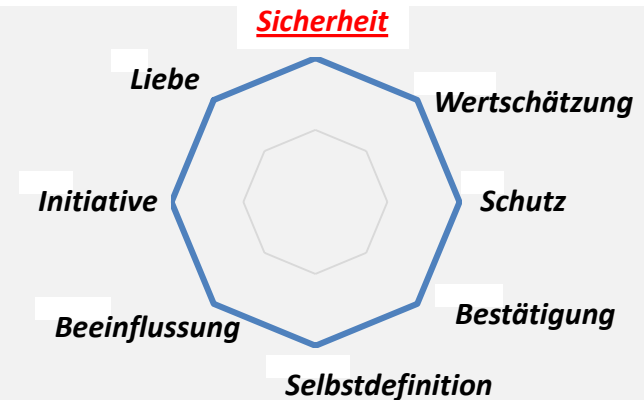 Sicherheit
Liebe
Wertschätzung
Initiative
Schutz
Beeinflussung
Bestätigung
Selbstdefinition